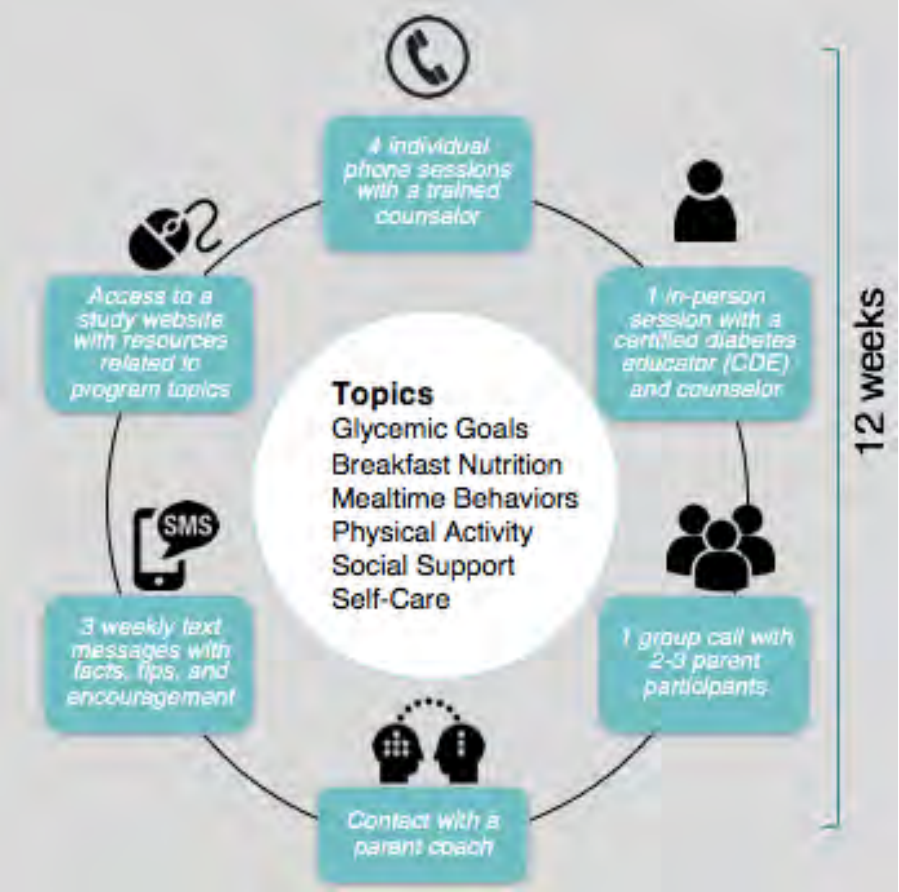 4 individual
phone sessions
with a trained
counselor
1 in-person
session with a
certified diabetes
educator (CDE)
and counselor
1 group call with
2-3 parent
participants
Contact with a
parent coach
3 weekly text
messages with
facts, tips, and
encouragement
SMS
Access to a
study website
with resources
related to
program topics
Topics
Glycemic Goals
Breakfast Nutrition
Mealtime Behaviors
Physical Activity
Social Support
Self-Care
12 weeks